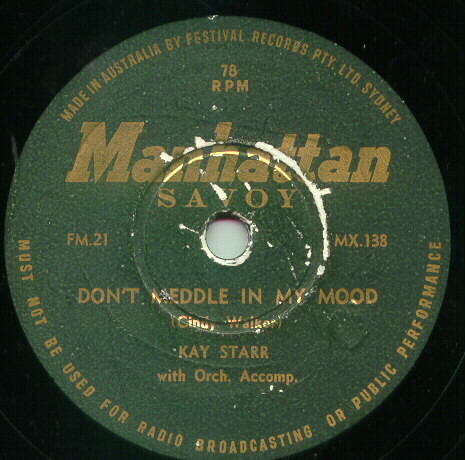 MADE IN AUSTRALIA BY FESTIVAL RECORDS PTY. LTD. SYDNEY
78
RPM
Manhattan
SAVOY
FM.21
MX.138
DON'T MEDDLE IN MY MOOD
(Cindy Walker)
KAY STARR
with Orch. Accomp.
MUST NOT BE USED FOR RADIO BROADCASTING OR PUBLIC PERFORMANCE